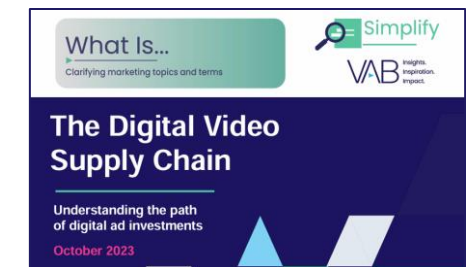 What Is...
Clarifying marketing topics and terms
Simplify
VAB
Insights.
Inspiration.
Impact.
The Digital Video
Supply Chain
Understanding the path
of digital ad investments
October 2023